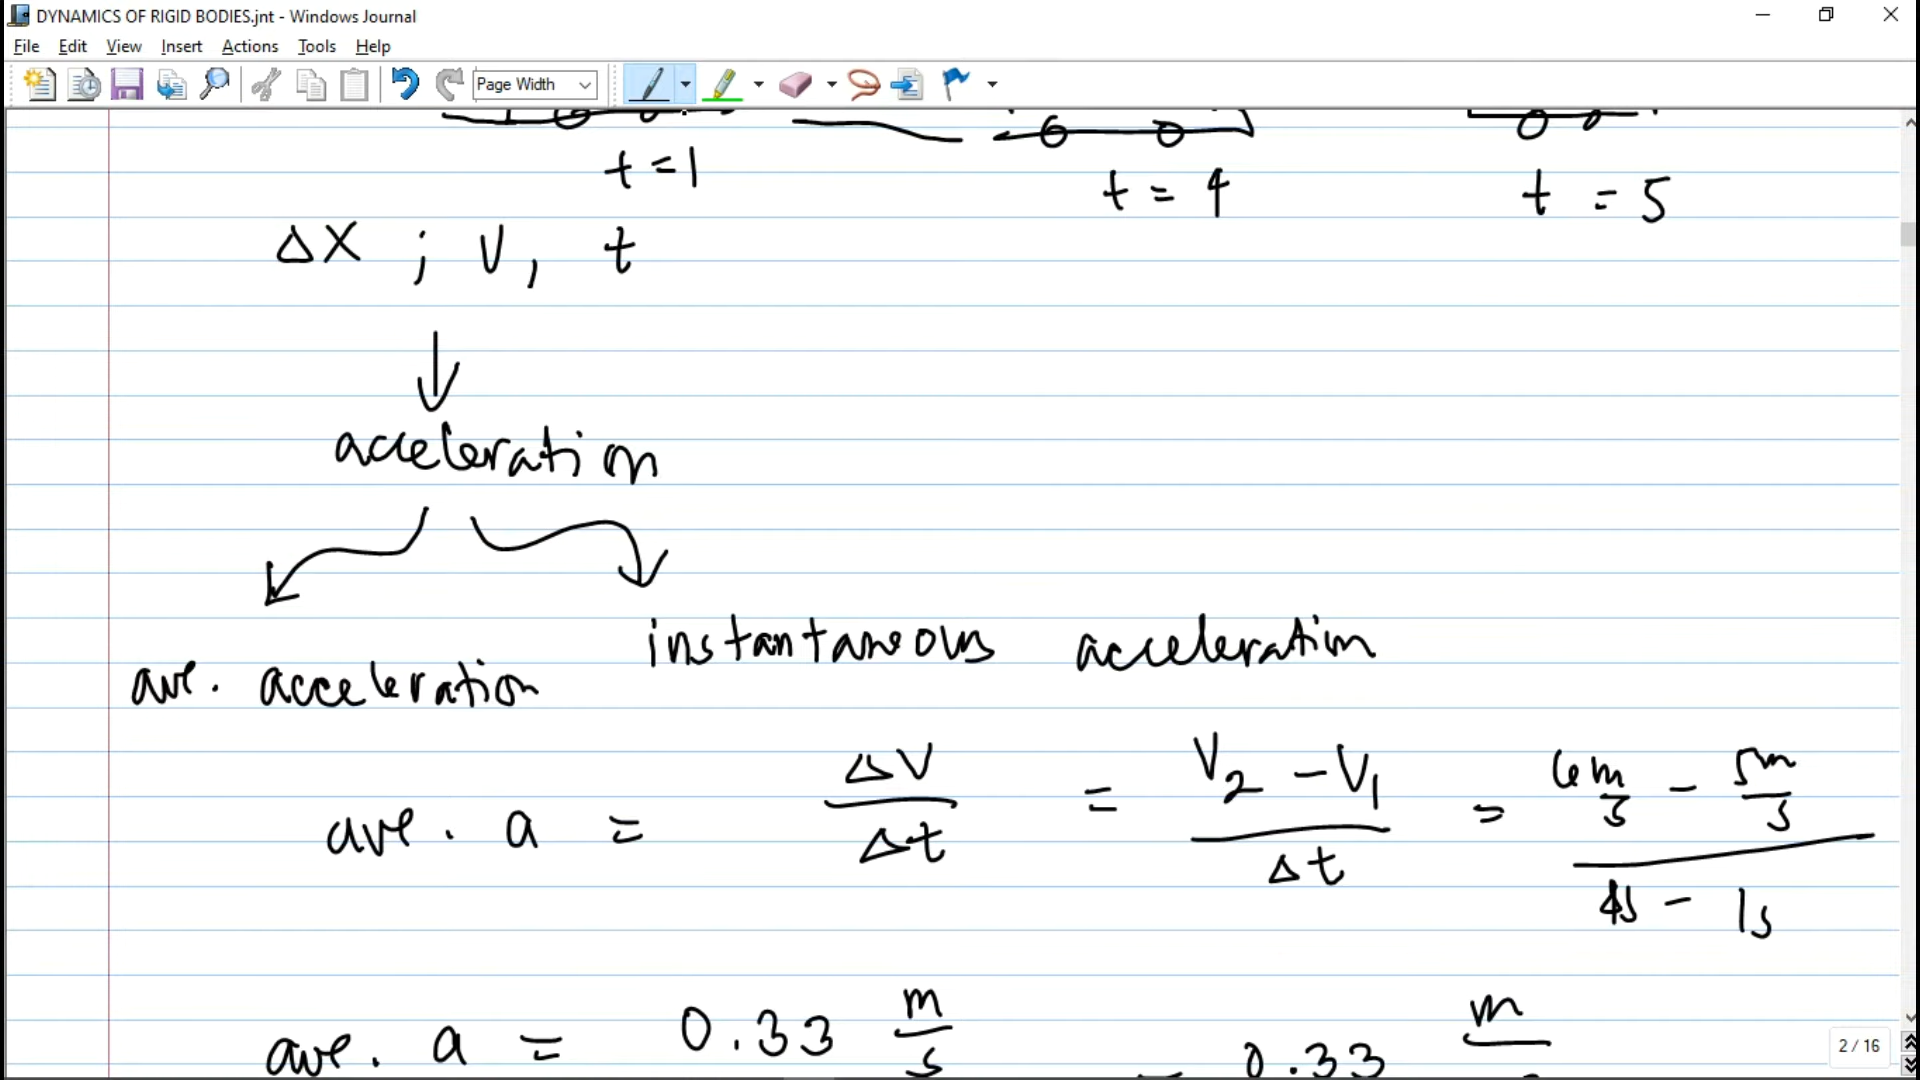 DYNAMICS OF RIGID BODIES.jnt - Windows Journal
File Edit View Insert Actions Tools Help
Page Width
t = 1
t = 4
t = 5
ΔX ; V, t
acceleration
instantaneous acceleration
ave. acceleration
ave. a = ΔV/Δt = (V₂ - V₁)/Δt = (6 m/s - 5 m/s)/(4s - 1s)
ave. a = 0.33 m/s = 0.33 m
2 / 16